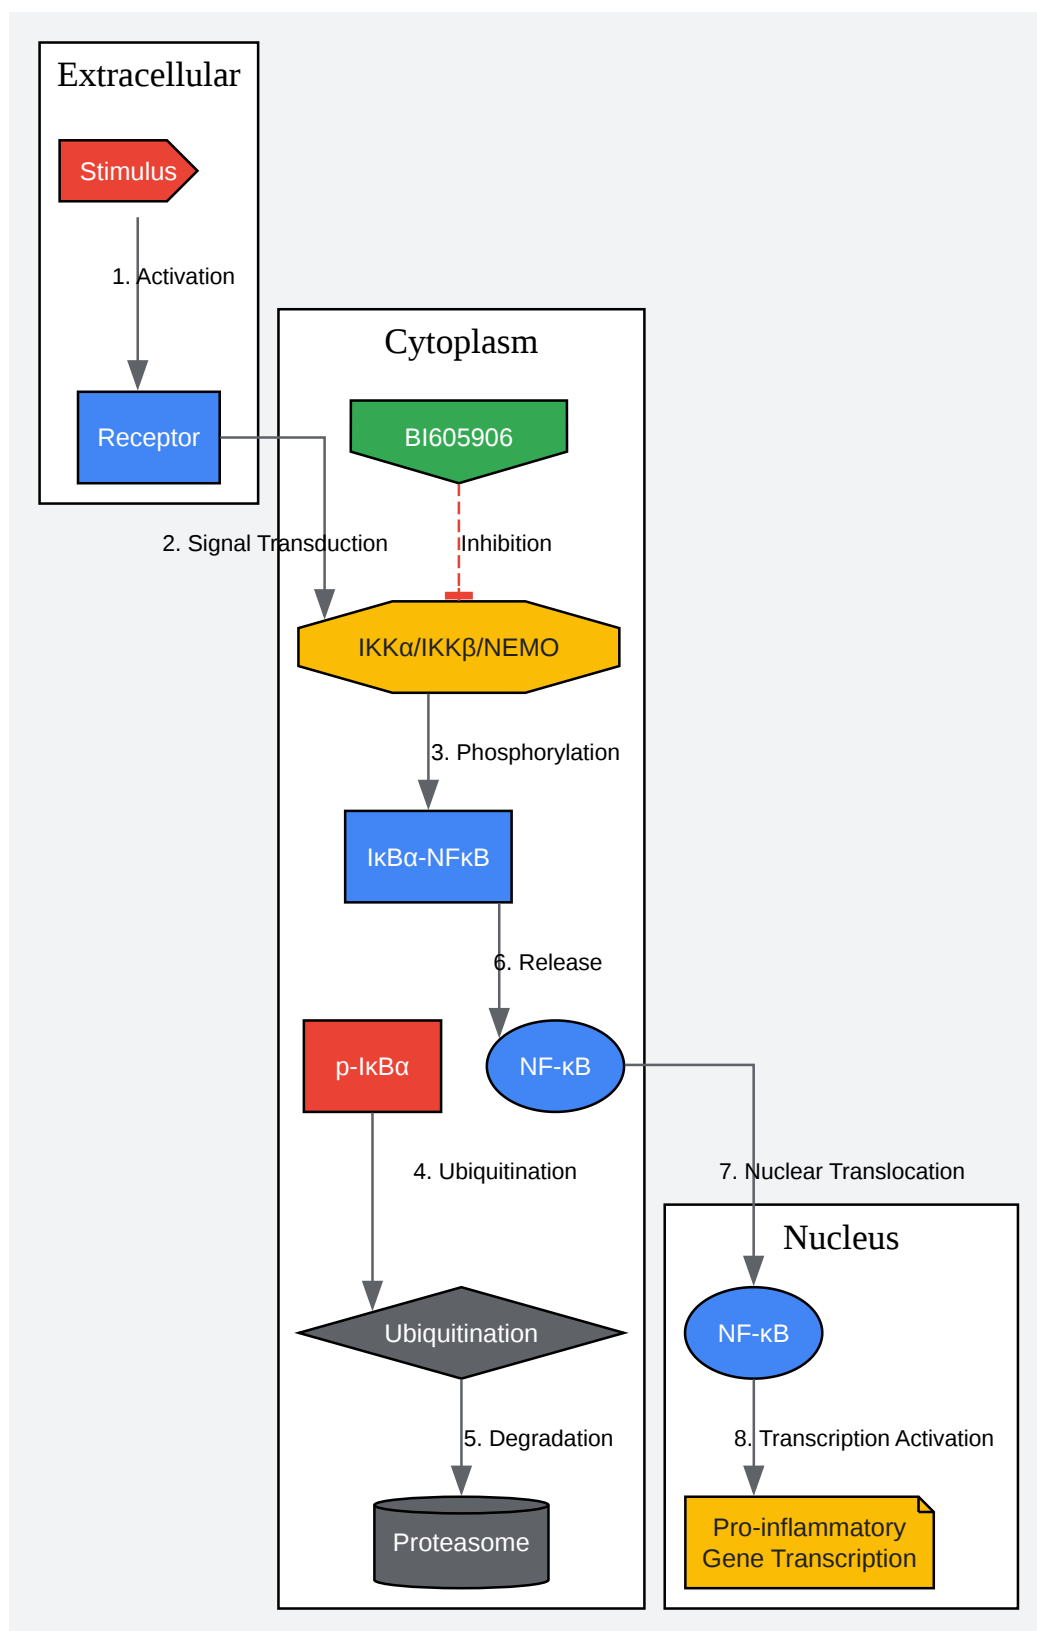 Extracellular
Stimulus
1. Activation
Receptor
2. Signal Transduction
Cytoplasm
BI605906
Inhibition
IKKα/IKKβ/NEMO
3. Phosphorylation
IκBα-NFκB
6. Release
p-IκBα
NF-κB
4. Ubiquitination
Ubiquitination
5. Degradation
Proteasome
7. Nuclear Translocation
Nucleus
NF-κB
8. Transcription Activation
Pro-inflammatory
Gene Transcription